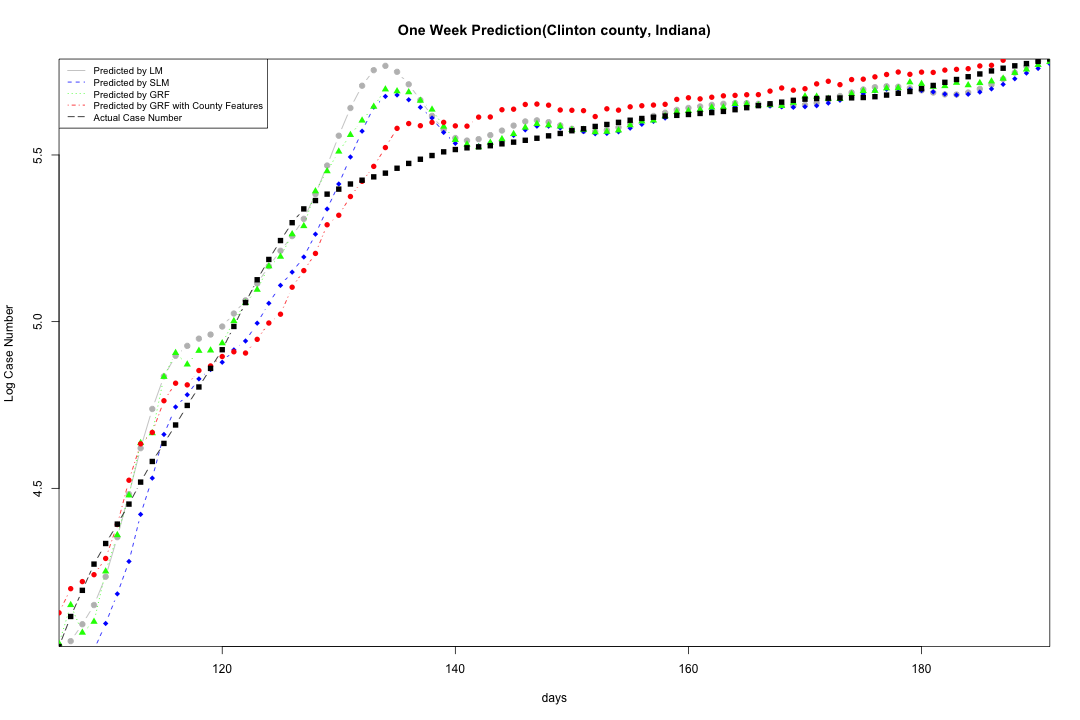 One Week Prediction(Clinton county, Indiana)
Predicted by LM
Predicted by SLM
Predicted by GRF
Predicted by GRF with County Features
Actual Case Number
Log Case Number
5.5
5.0
4.5
120 140 160 180
days